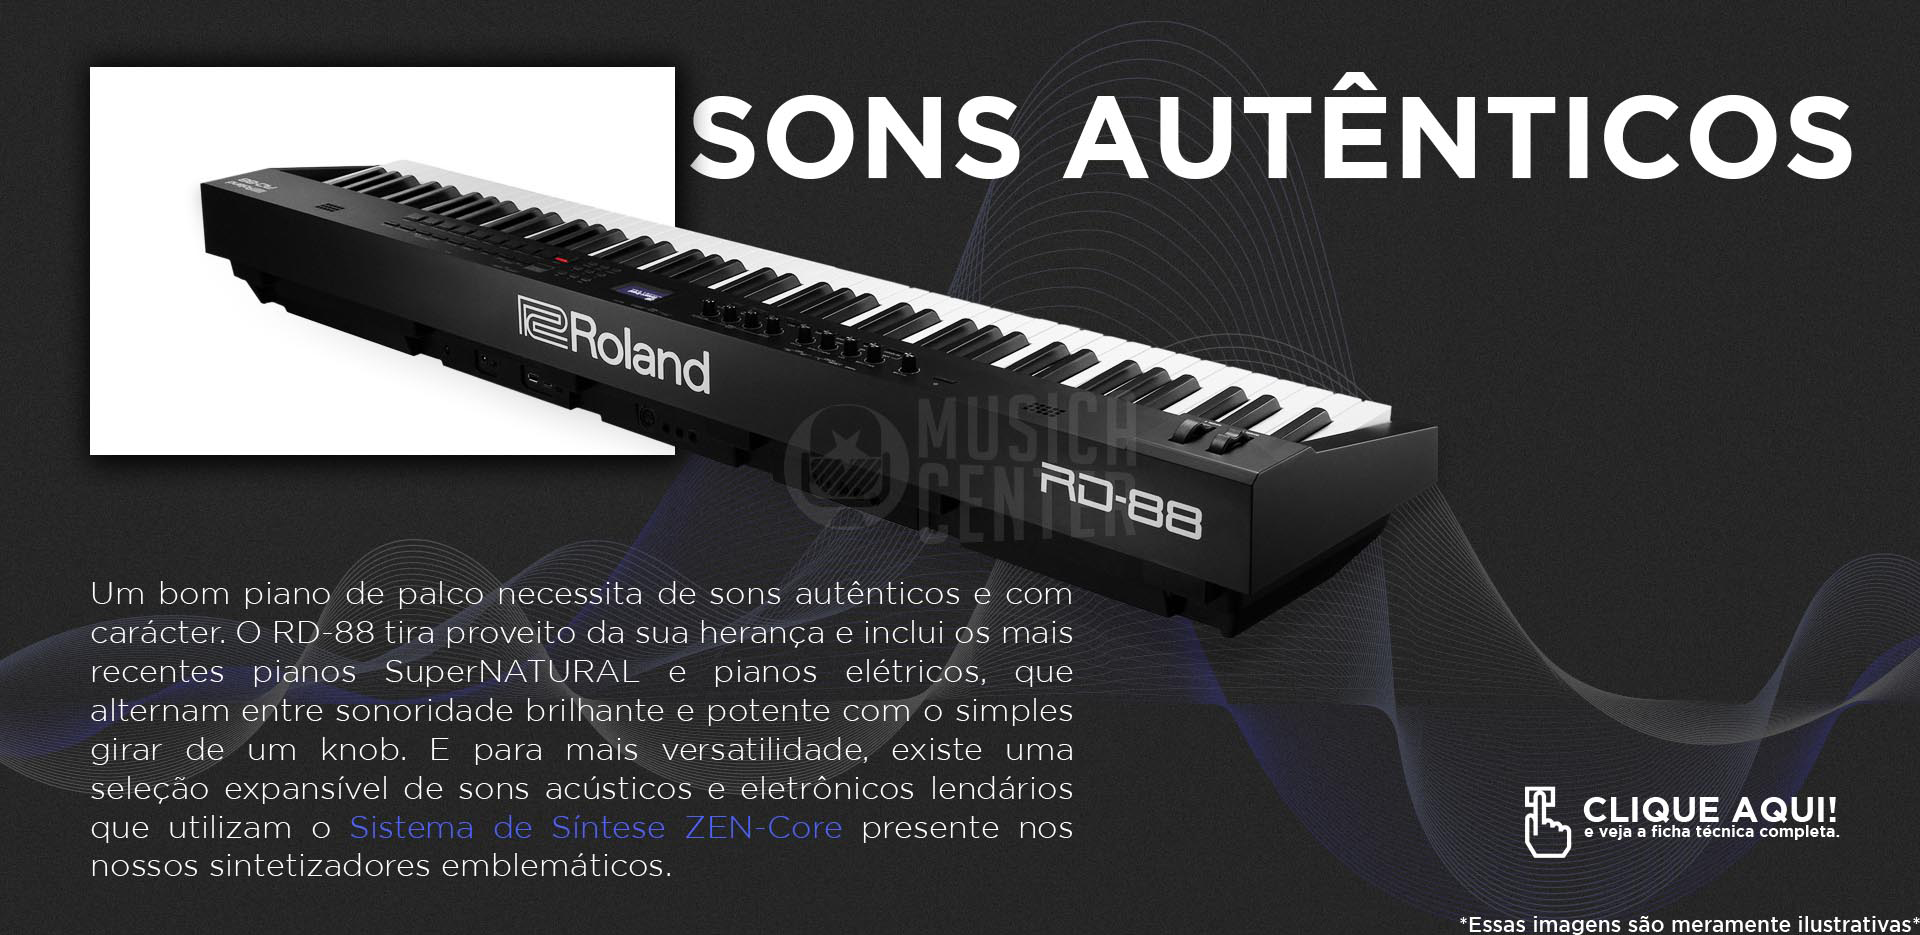 SONS AUTÊNTICOS
Roland
MUSICH
CENTER
RD-88
Um bom piano de palco necessita de sons autênticos e com
carácter. O RD-88 tira proveito da sua herança e inclui os mais
recentes pianos SuperNATURAL e pianos elétricos, que
alternam entre sonoridade brilhante e potente com o simples
girar de um knob. E para mais versatilidade, existe uma
seleção expansível de sons acústicos e eletrônicos lendários
que utilizam o Sistema de Síntese ZEN-Core presente nos
nossos sintetizadores emblemáticos.
CLIQUE AQUI!
e veja a ficha técnica completa.
*Essas imagens são meramente ilustrativas*